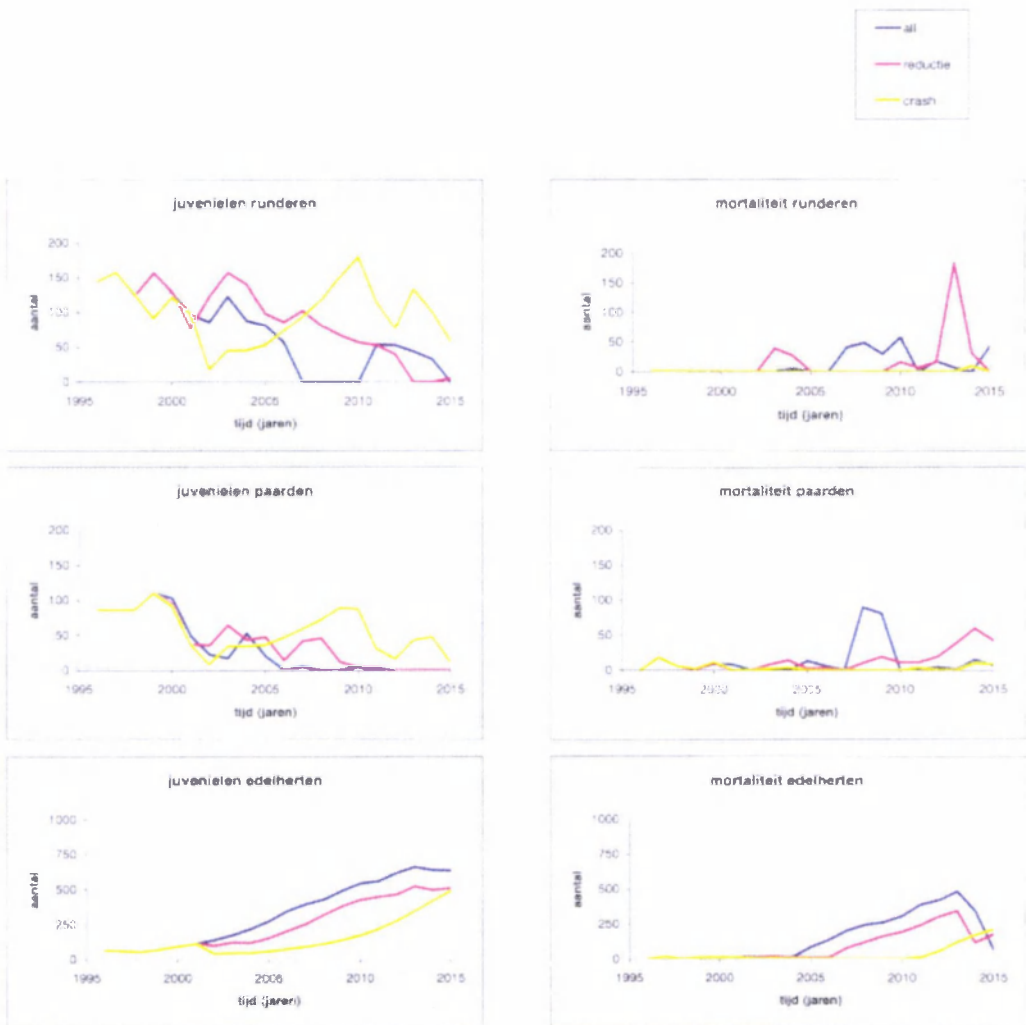 all
reductie
crash
juvenielen runderen
200
150
100
50
0
aantal
1995 2000 2005 2010 2015
tijd (jaren)
mortaliteit runderen
200
150
100
50
0
aantal
1995 2000 2005 2010 2015
tijd (jaren)
juvenielen paarden
200
150
100
50
0
aantal
1995 2000 2005 2010 2015
tijd (jaren)
mortaliteit paarden
200
150
100
50
0
aantal
1995 2000 2005 2010 2015
tijd (jaren)
juvenielen edelherten
1000
750
500
250
0
aantal
1995 2000 2005 2010 2015
tijd (jaren)
mortaliteit edelherten
1000
750
500
250
0
aantal
1995 2000 2005 2010 2015
tijd (jaren)